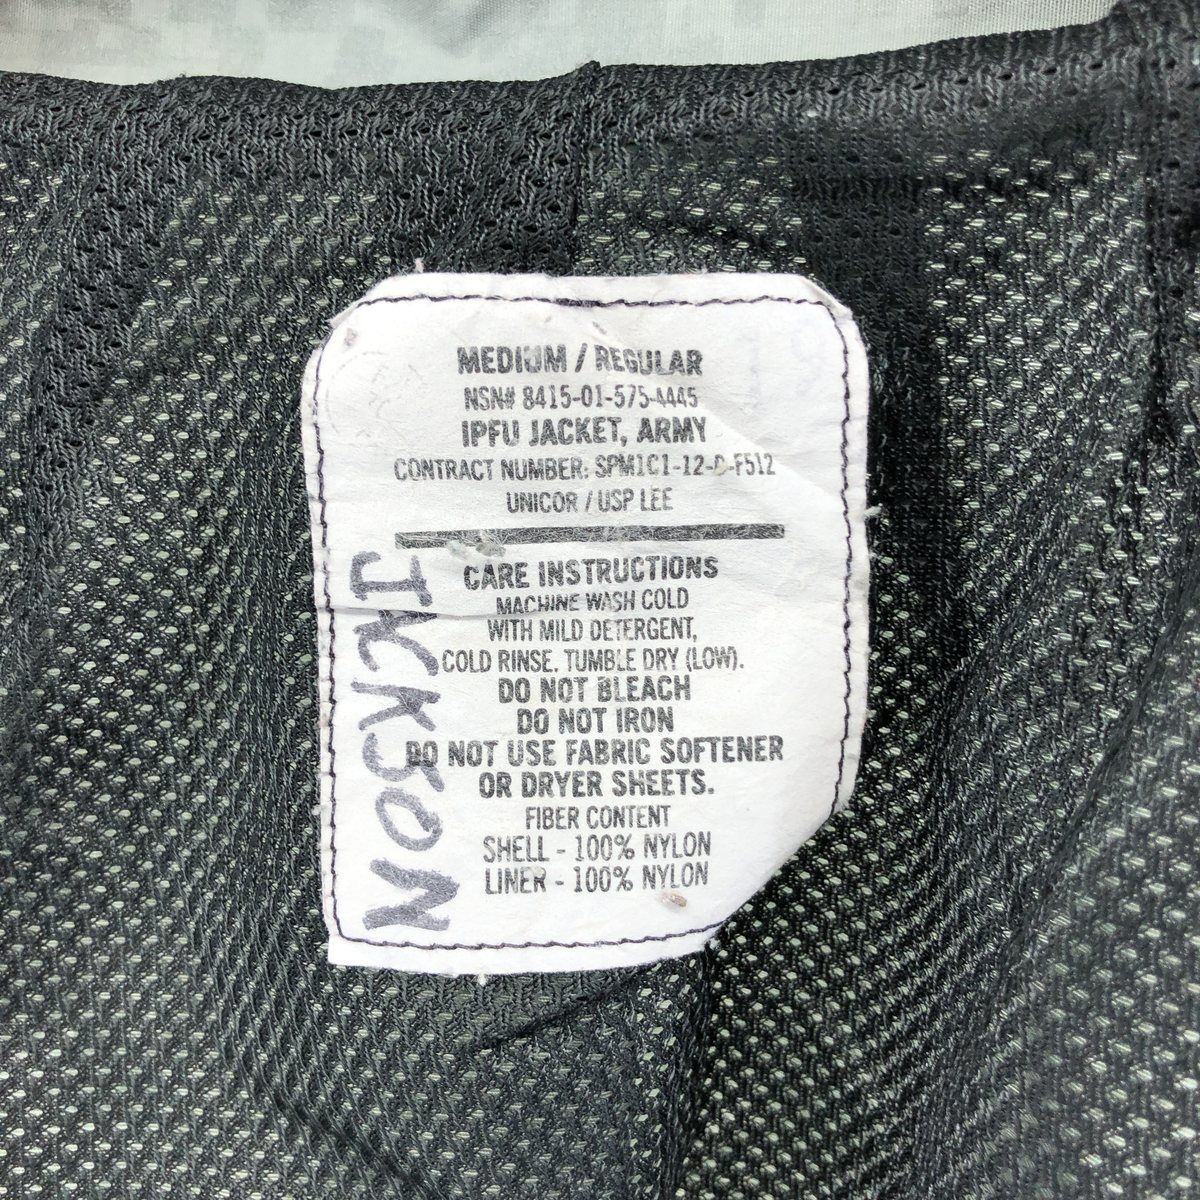 MEDIUM / REGULAR
NSN# 8415-01-575-4445
IPFU JACKET, ARMY
CONTRACT NUMBER: SPM1C1-12-D-F512
UNICOR / USP LEE
CARE INSTRUCTIONS
MACHINE WASH COLD
WITH MILD DETERGENT,
COLD RINSE. TUMBLE DRY (LOW).
DO NOT BLEACH
DO NOT IRON
DO NOT USE FABRIC SOFTENER
OR DRYER SHEETS.
FIBER CONTENT
SHELL - 100% NYLON
LINER - 100% NYLON
JACKSON